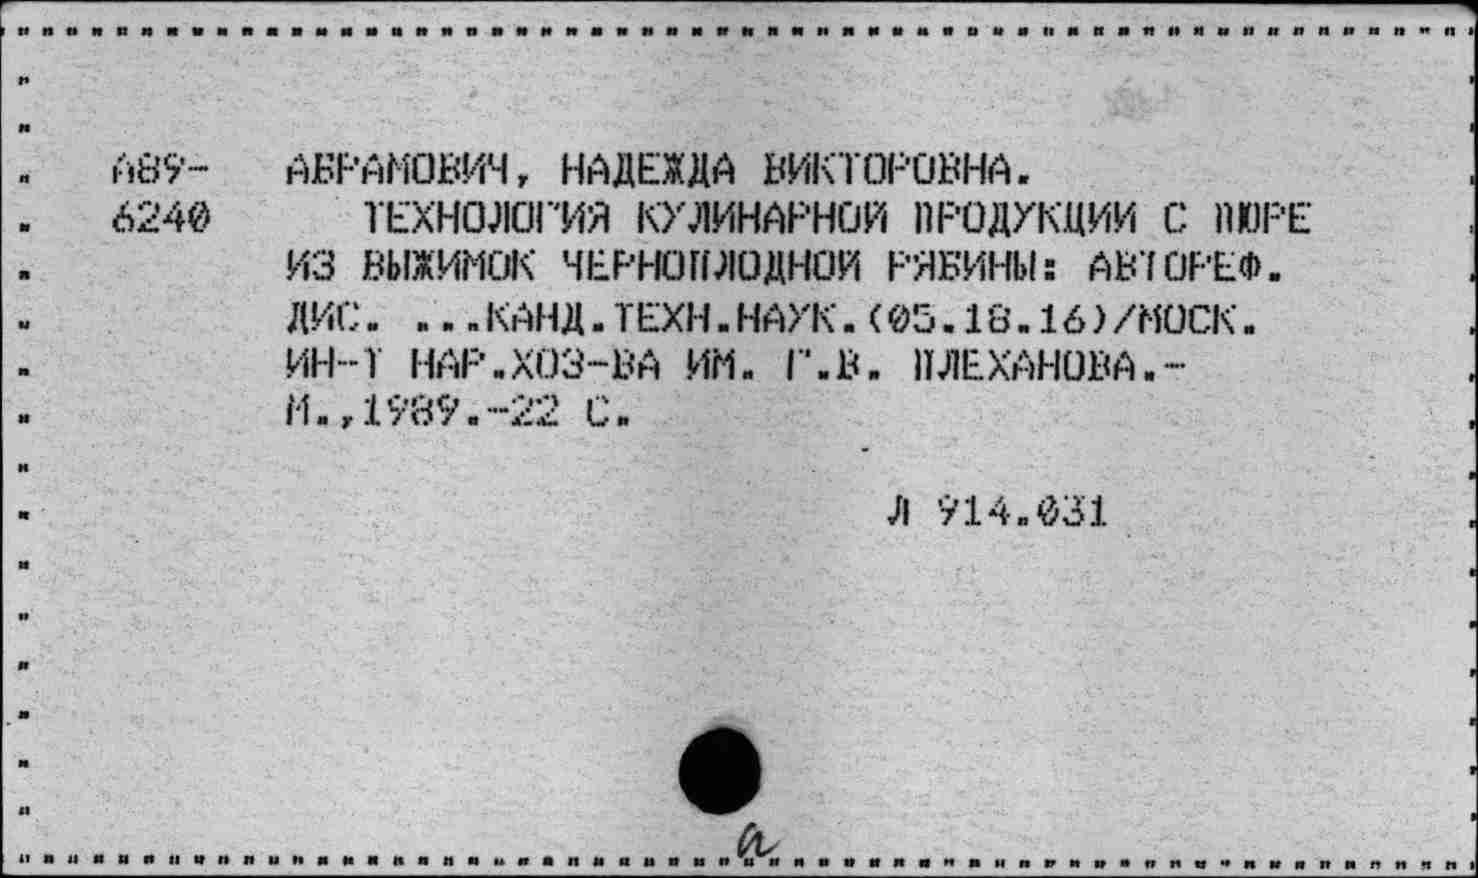 А89- АБРАМОВИЧ, НАДЕЖДА ВИКТОРОВНА.
6240 ТЕХНОЛОГИЯ КУЛИНАРНОЙ ПРОДУКЦИИ С ПЮРЕ
ИЗ ВЫЖИМОК ЧЕРНОПЛОДНОЙ РЯБИНЫ: АВТОРЕФ.
ДИС. ...КАНД.ТЕХН.НАУК.(05.18.16)/МОСК.
ИН-Т НАР.ХОЗ-ВА ИМ. Г.В. ПЛЕХАНОВА.-
М.,1989.-22 С.
Л 914.031
а